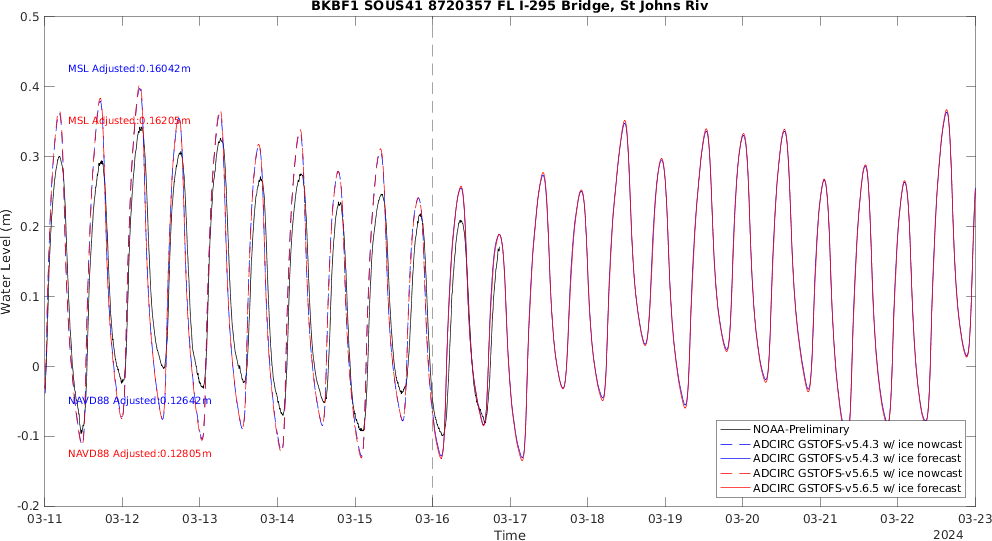 BKBF1 SOUS41 8720357 FL I-295 Bridge, St Johns Riv
0.5
0.4
0.3
0.2
0.1
0
-0.1
-0.2
Water Level (m)
MSL Adjusted:0.16042m
MSL Adjusted:0.16205m
NAVD88 Adjusted:0.12642m
NAVD88 Adjusted:0.12805m
NOAA-Preliminary
ADCIRC GSTOFS-v5.4.3 w/ ice nowcast
ADCIRC GSTOFS-v5.4.3 w/ ice forecast
ADCIRC GSTOFS-v5.6.5 w/ ice nowcast
ADCIRC GSTOFS-v5.6.5 w/ ice forecast
03-11 03-12 03-13 03-14 03-15 03-16 03-17 03-18 03-19 03-20 03-21 03-22 03-23
Time
2024